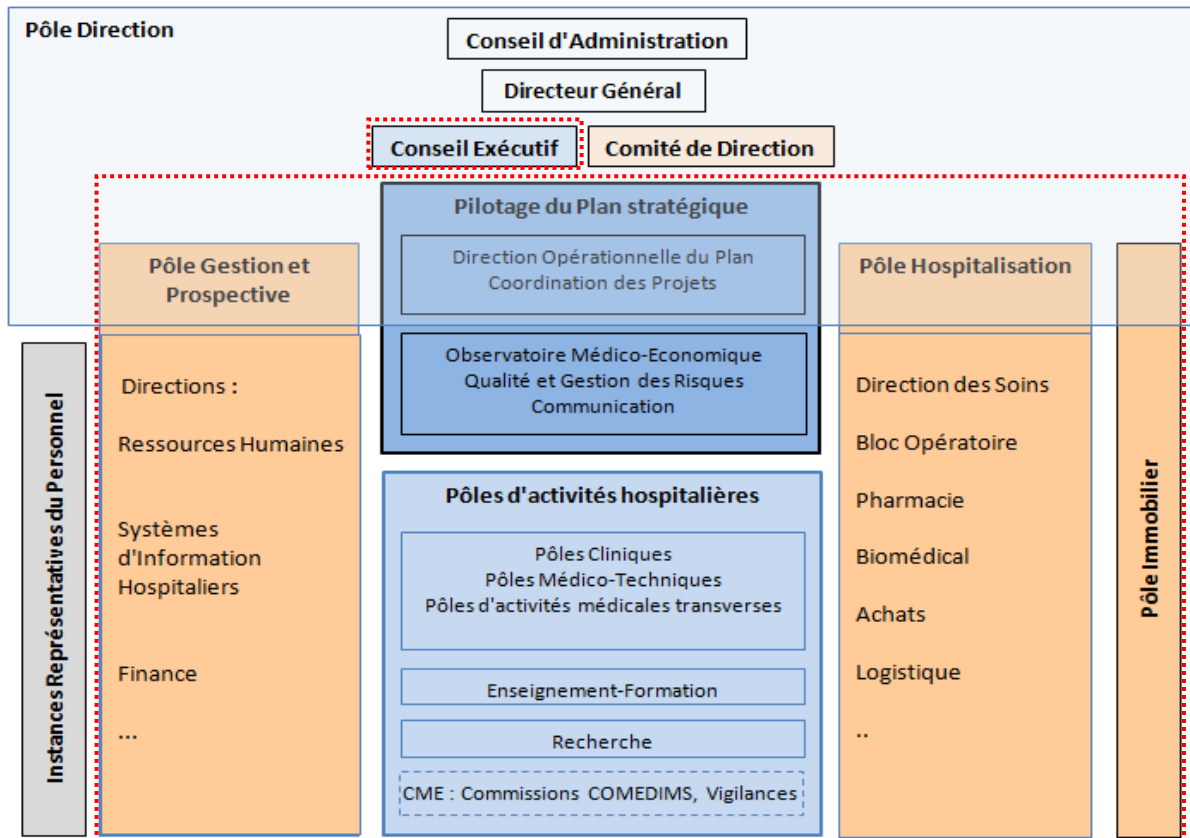 Pôle Direction
Conseil d'Administration
Directeur Général
Conseil Exécutif
Comité de Direction
Pilotage du Plan stratégique
Direction Opérationnelle du Plan
Coordination des Projets
Observatoire Médico-Economique
Qualité et Gestion des Risques
Communication
Pôle Gestion et
Prospective
Directions :
Ressources Humaines
Systèmes
d'Information
Hospitaliers
Finance
...
Pôles d'activités hospitalières
Pôles Cliniques
Pôles Médico-Techniques
Pôles d'activités médicales transverses
Enseignement-Formation
Recherche
CME : Commissions COMEDIMS, Vigilances
Pôle Hospitalisation
Direction des Soins
Bloc Opératoire
Pharmacie
Biomédical
Achats
Logistique
..
Instances Représentatives du Personnel
Pôle Immobilier